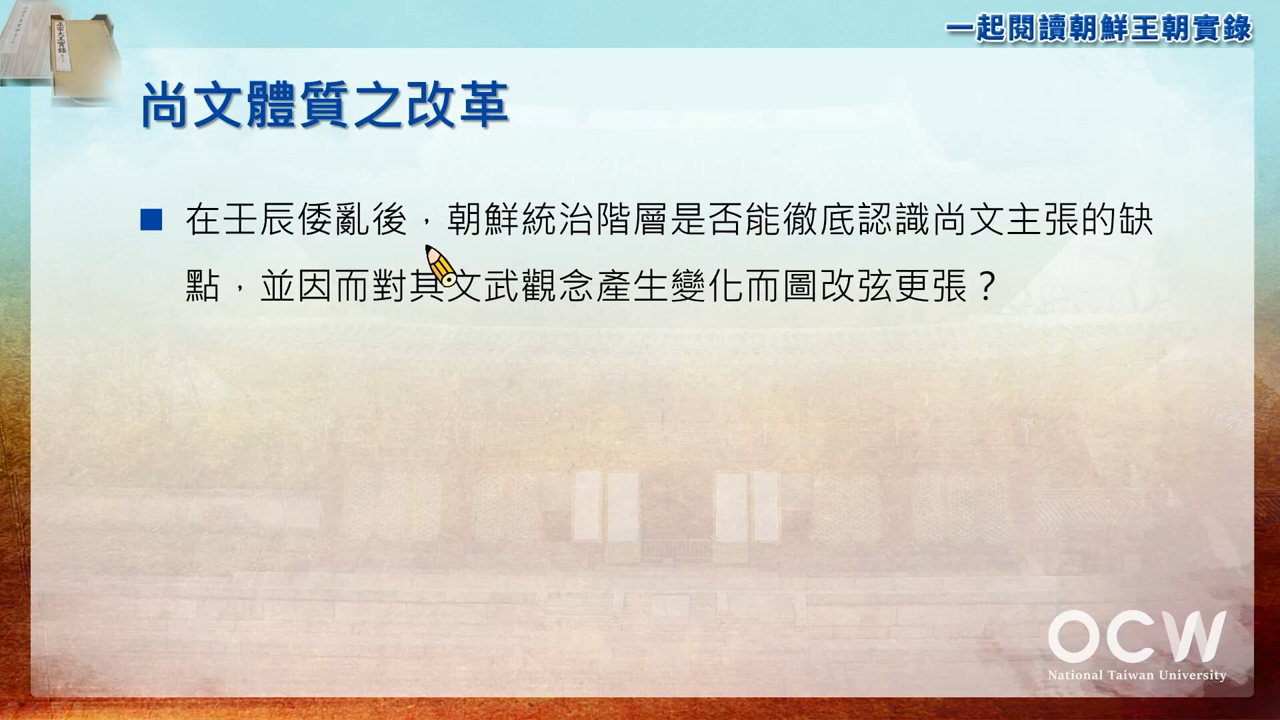 一起閱讀朝鮮王朝實錄
尚文體質之改革
在壬辰倭亂後，朝鮮統治階層是否能徹底認識尚文主張的缺
點，並因而對其文武觀念產生變化而圖改弦更張？
OCW
National Taiwan University